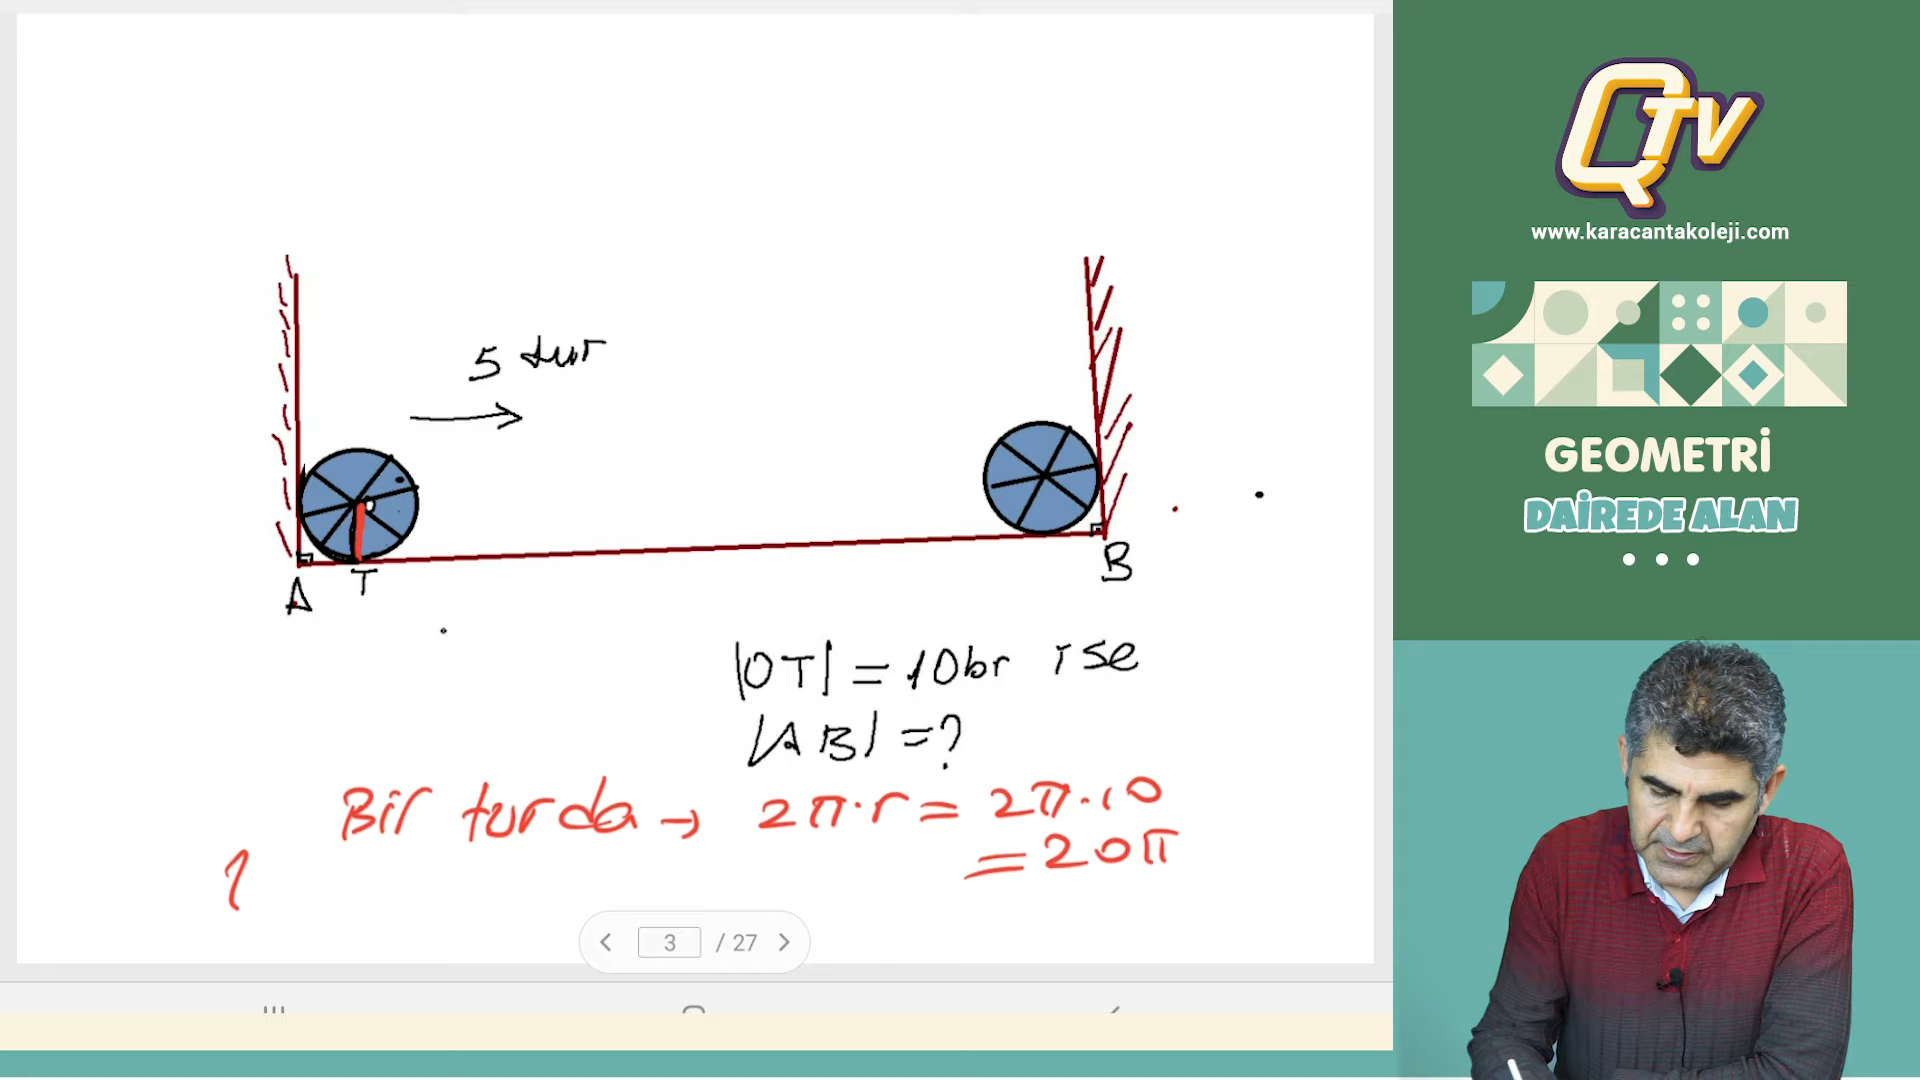 5 tur
A
T
B
|OT| = 10br ise
|AB| = ?
Bir turda → 2π.r = 2π.10
= 20π
3 / 27
QTV
www.karacantakoleji.com
GEOMETRİ
DAİREDE ALAN